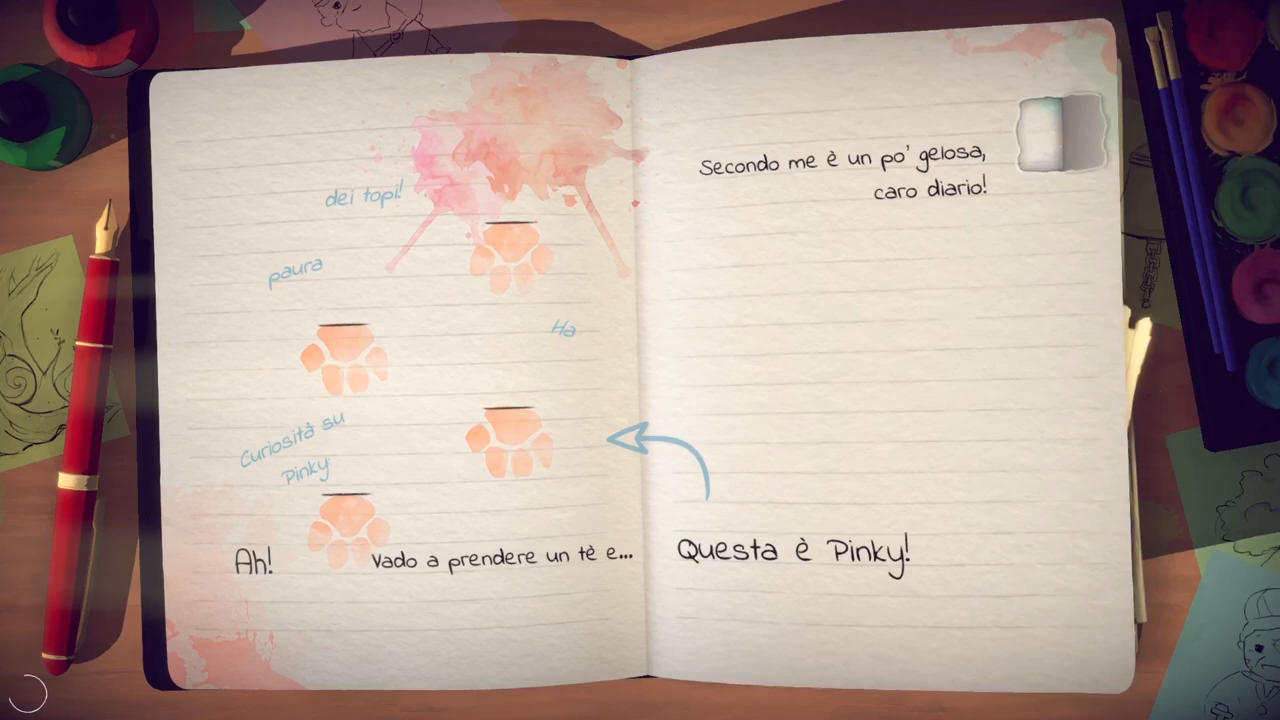 dei topi!
paura
Ha
Curiosità su
Pinky
Ah!
Vado a prendere un tè e...
Secondo me è un po' gelosa,
caro diario!
Questa è Pinky!